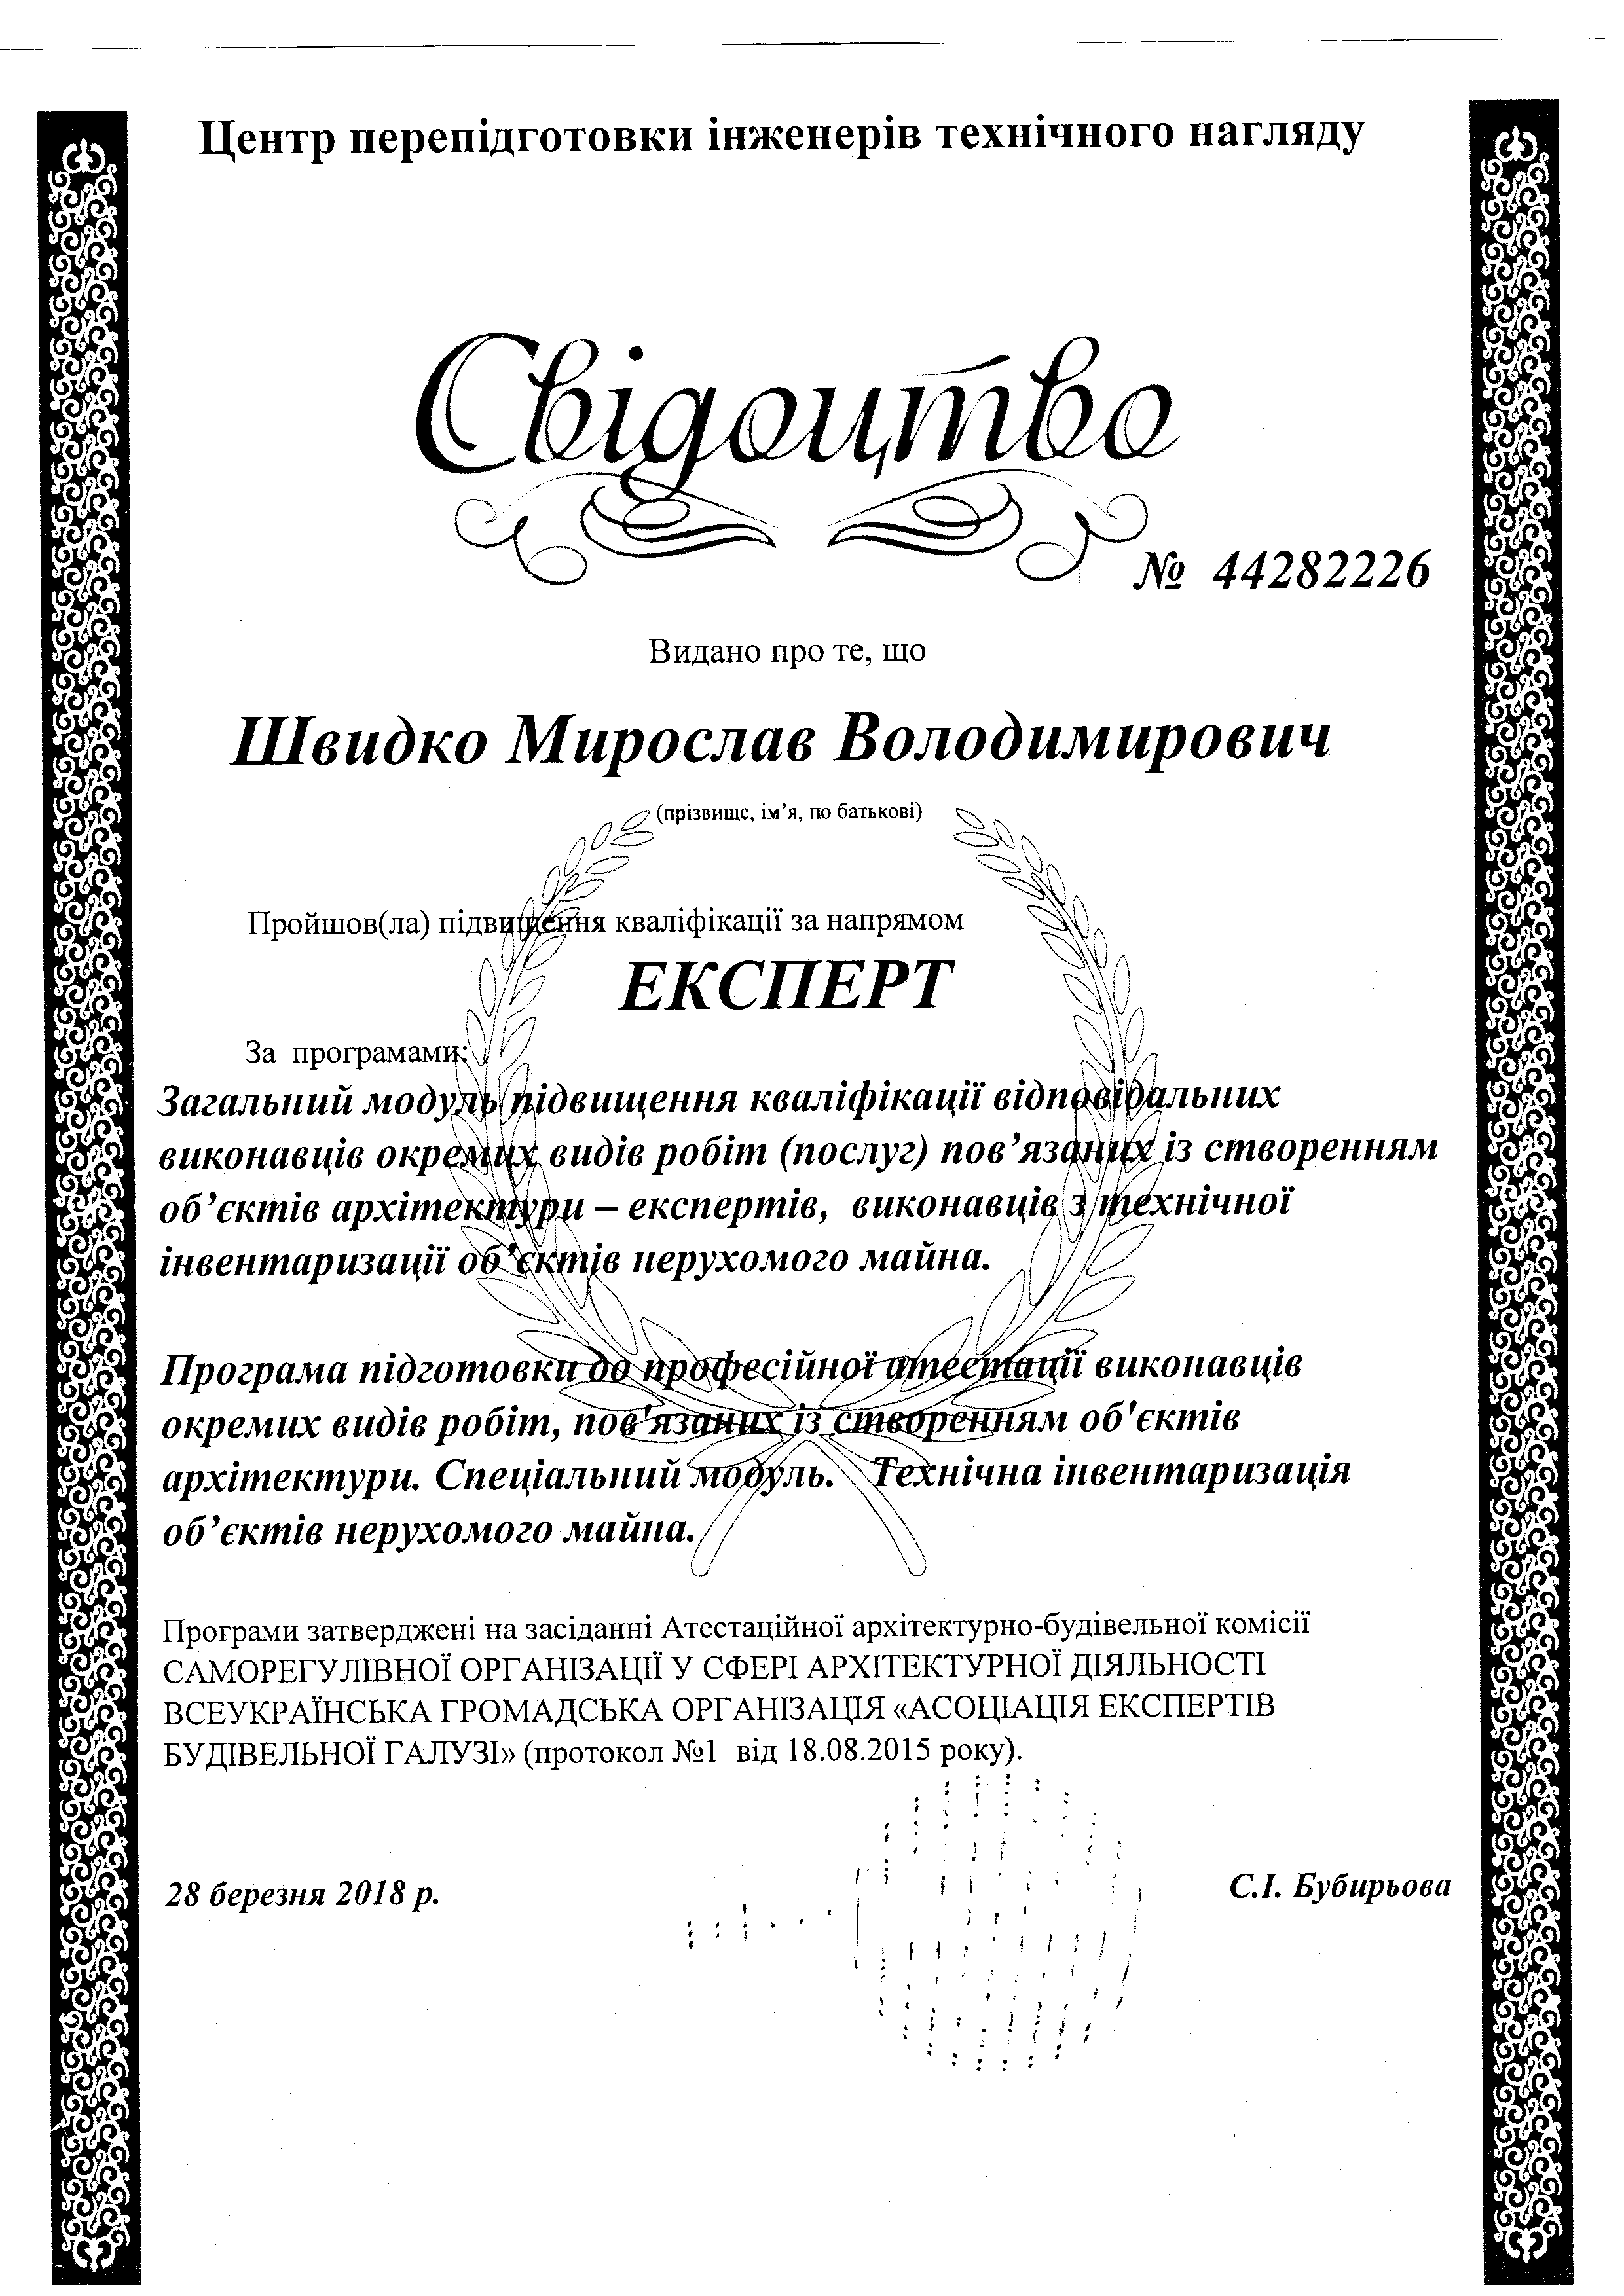 Центр перепідготовки інженерів технічного нагляду
Свідоцтво
№ 44282226
Видано про те, що
Швидко Мирослав Володимирович
(прізвище, ім’я, по батькові)
Пройшов(ла) підвищення кваліфікації за напрямом
ЕКСПЕРТ
За програмами:
Загальний модуль підвищення кваліфікації відповідальних
виконавців окремих видів робіт (послуг) пов’язаних із створенням
об’єктів архітектури – експертів, виконавців з технічної
інвентаризації об’єктів нерухомого майна.
Програма підготовки до професійної атестації виконавців
окремих видів робіт, пов'язаних із створенням об'єктів
архітектури. Спеціальний модуль. Технічна інвентаризація
об’єктів нерухомого майна.
Програми затверджені на засіданні Атестаційної архітектурно-будівельної комісії
САМОРЕГУЛІВНОЇ ОРГАНІЗАЦІЇ У СФЕРІ АРХІТЕКТУРНОЇ ДІЯЛЬНОСТІ
ВСЕУКРАЇНСЬКА ГРОМАДСЬКА ОРГАНІЗАЦІЯ «АСОЦІАЦІЯ ЕКСПЕРТІВ
БУДІВЕЛЬНОЇ ГАЛУЗІ» (протокол №1 від 18.08.2015 року).
28 березня 2018 р.
С.І. Бубирьова